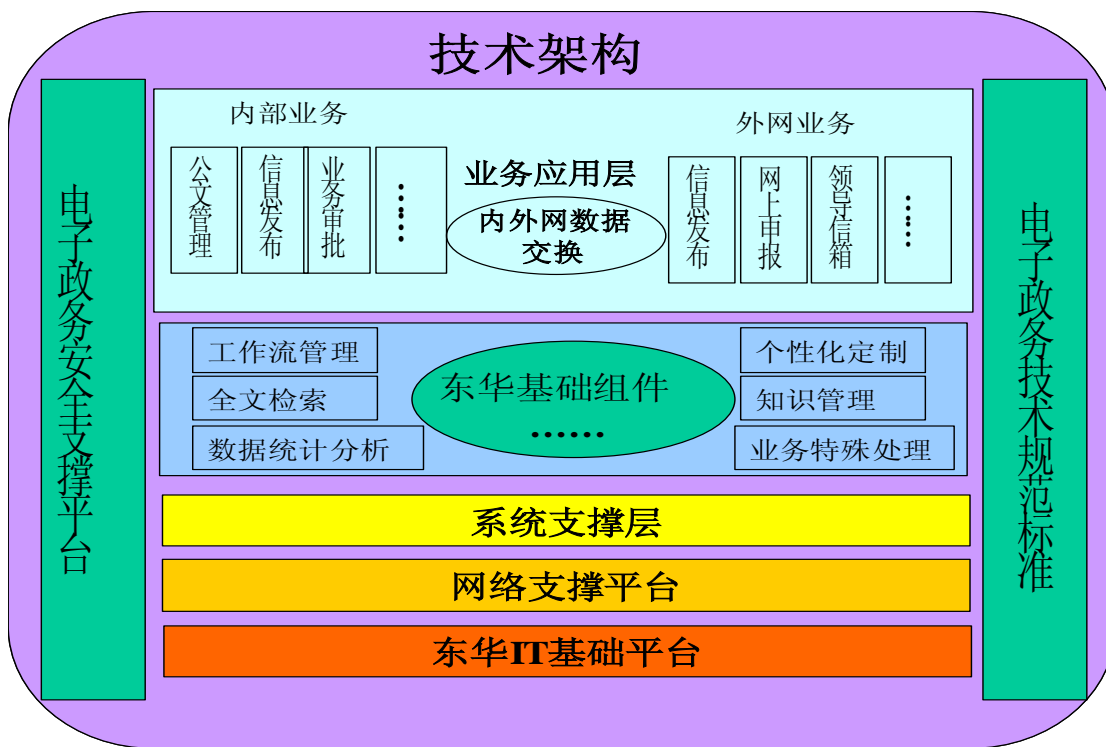 技术架构
电子政务安全支撑平台
内部业务
公文管理
信息发布
业务审批
......
业务应用层
内外网数据
交换
外网业务
信息发布
网上申报
领导信箱
......
工作流管理
全文检索
数据统计分析
东华基础组件
......
个性化定制
知识管理
业务特殊处理
系统支撑层
网络支撑平台
东华IT基础平台
电子政务技术规范标准